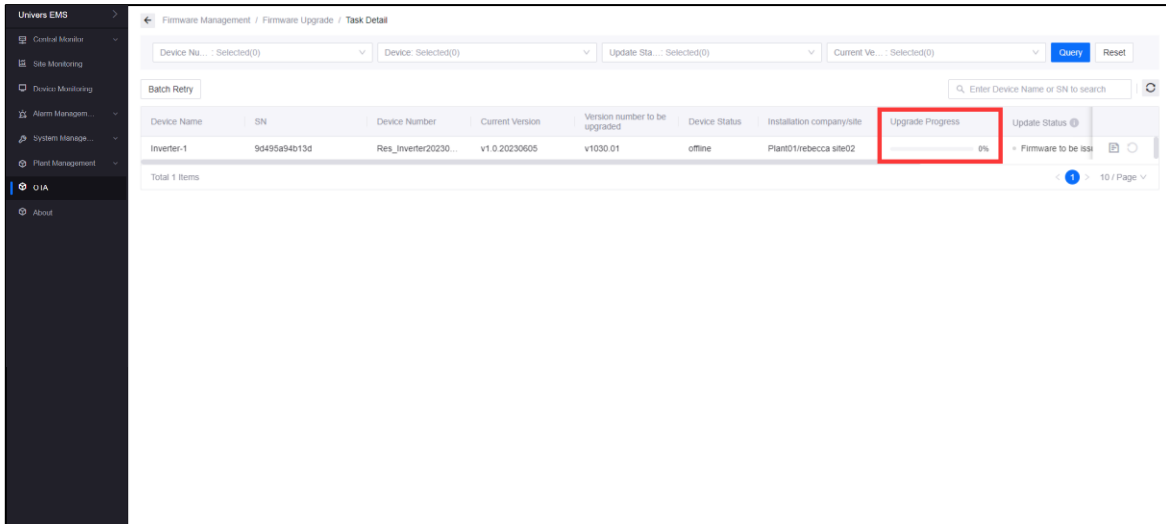 Univers EMS
Central Monitor
Site Monitoring
Device Monitoring
Alarm Managem...
System Manage...
Plant Management
OTA
About
Firmware Management / Firmware Upgrade / Task Detail
Device Nu... : Selected(0) Device: Selected(0) Update Sta...: Selected(0) Current Ve... : Selected(0) Query Reset
Batch Retry Enter Device Name or SN to search
Device Name SN Device Number Current Version Version number to be upgraded Device Status Installation company/site Upgrade Progress Update Status
Inverter-1 9d495a94b13d Res_Inverter20230... v1.0.20230605 v1030.01 offline Plant01/rebecca site02 0% Firmware to be issu
Total 1 Items < 1 > 10 / Page